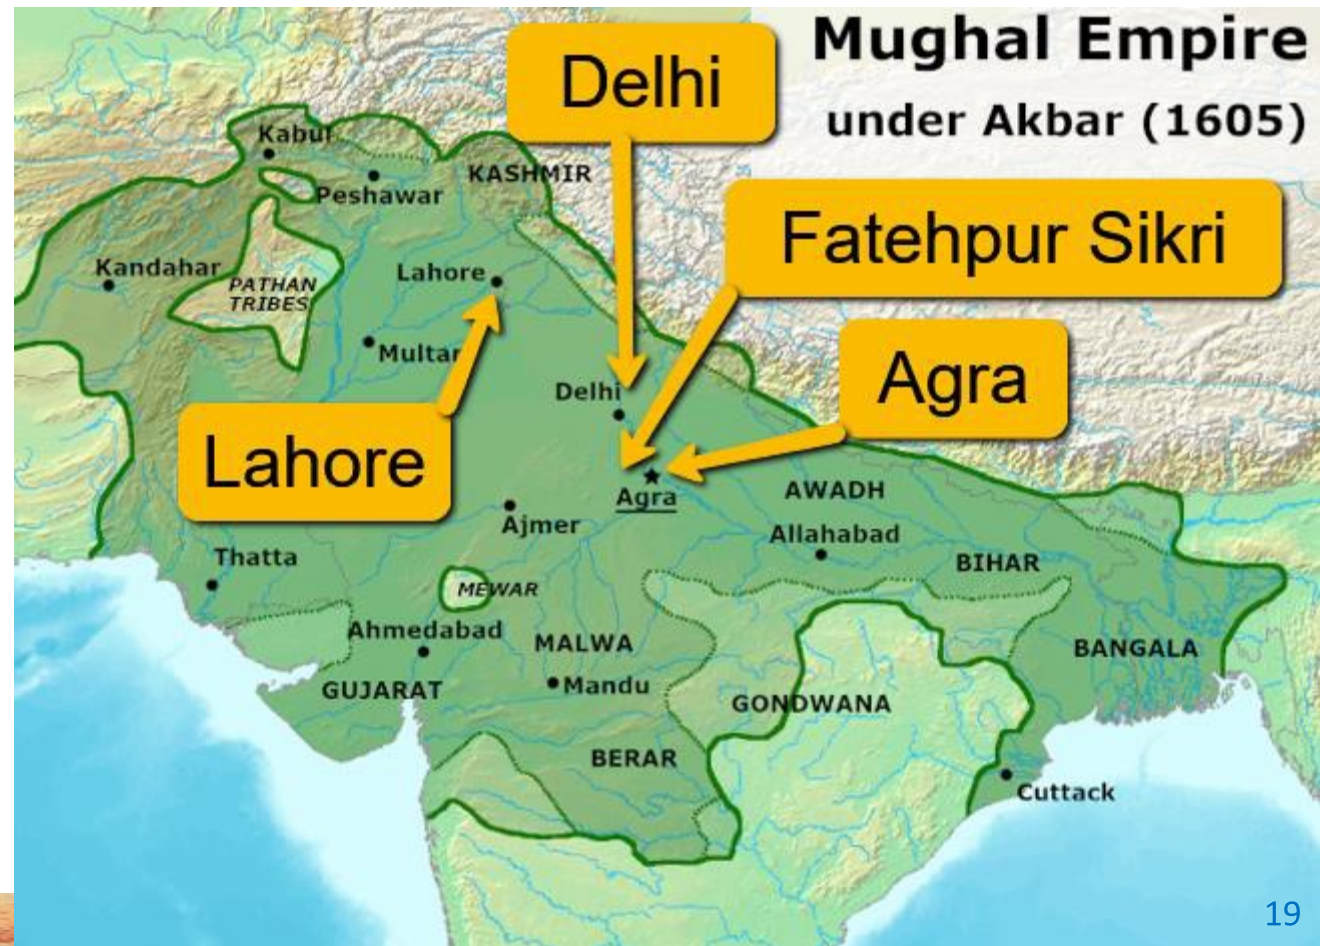 Mughal Empire
under Akbar (1605)
Delhi
Fatehpur Sikri
Agra
Lahore
Kabul
Peshawar
KASHMIR
Kandahar
PATHAN
TRIBES
Lahore
Multan
Delhi
Agra
AWADH
Ajmer
Allahabad
BIHAR
Thatta
MEWAR
Ahmedabad
MALWA
BANGALA
GUJARAT
Mandu
GONDWANA
BERAR
Cuttack
19